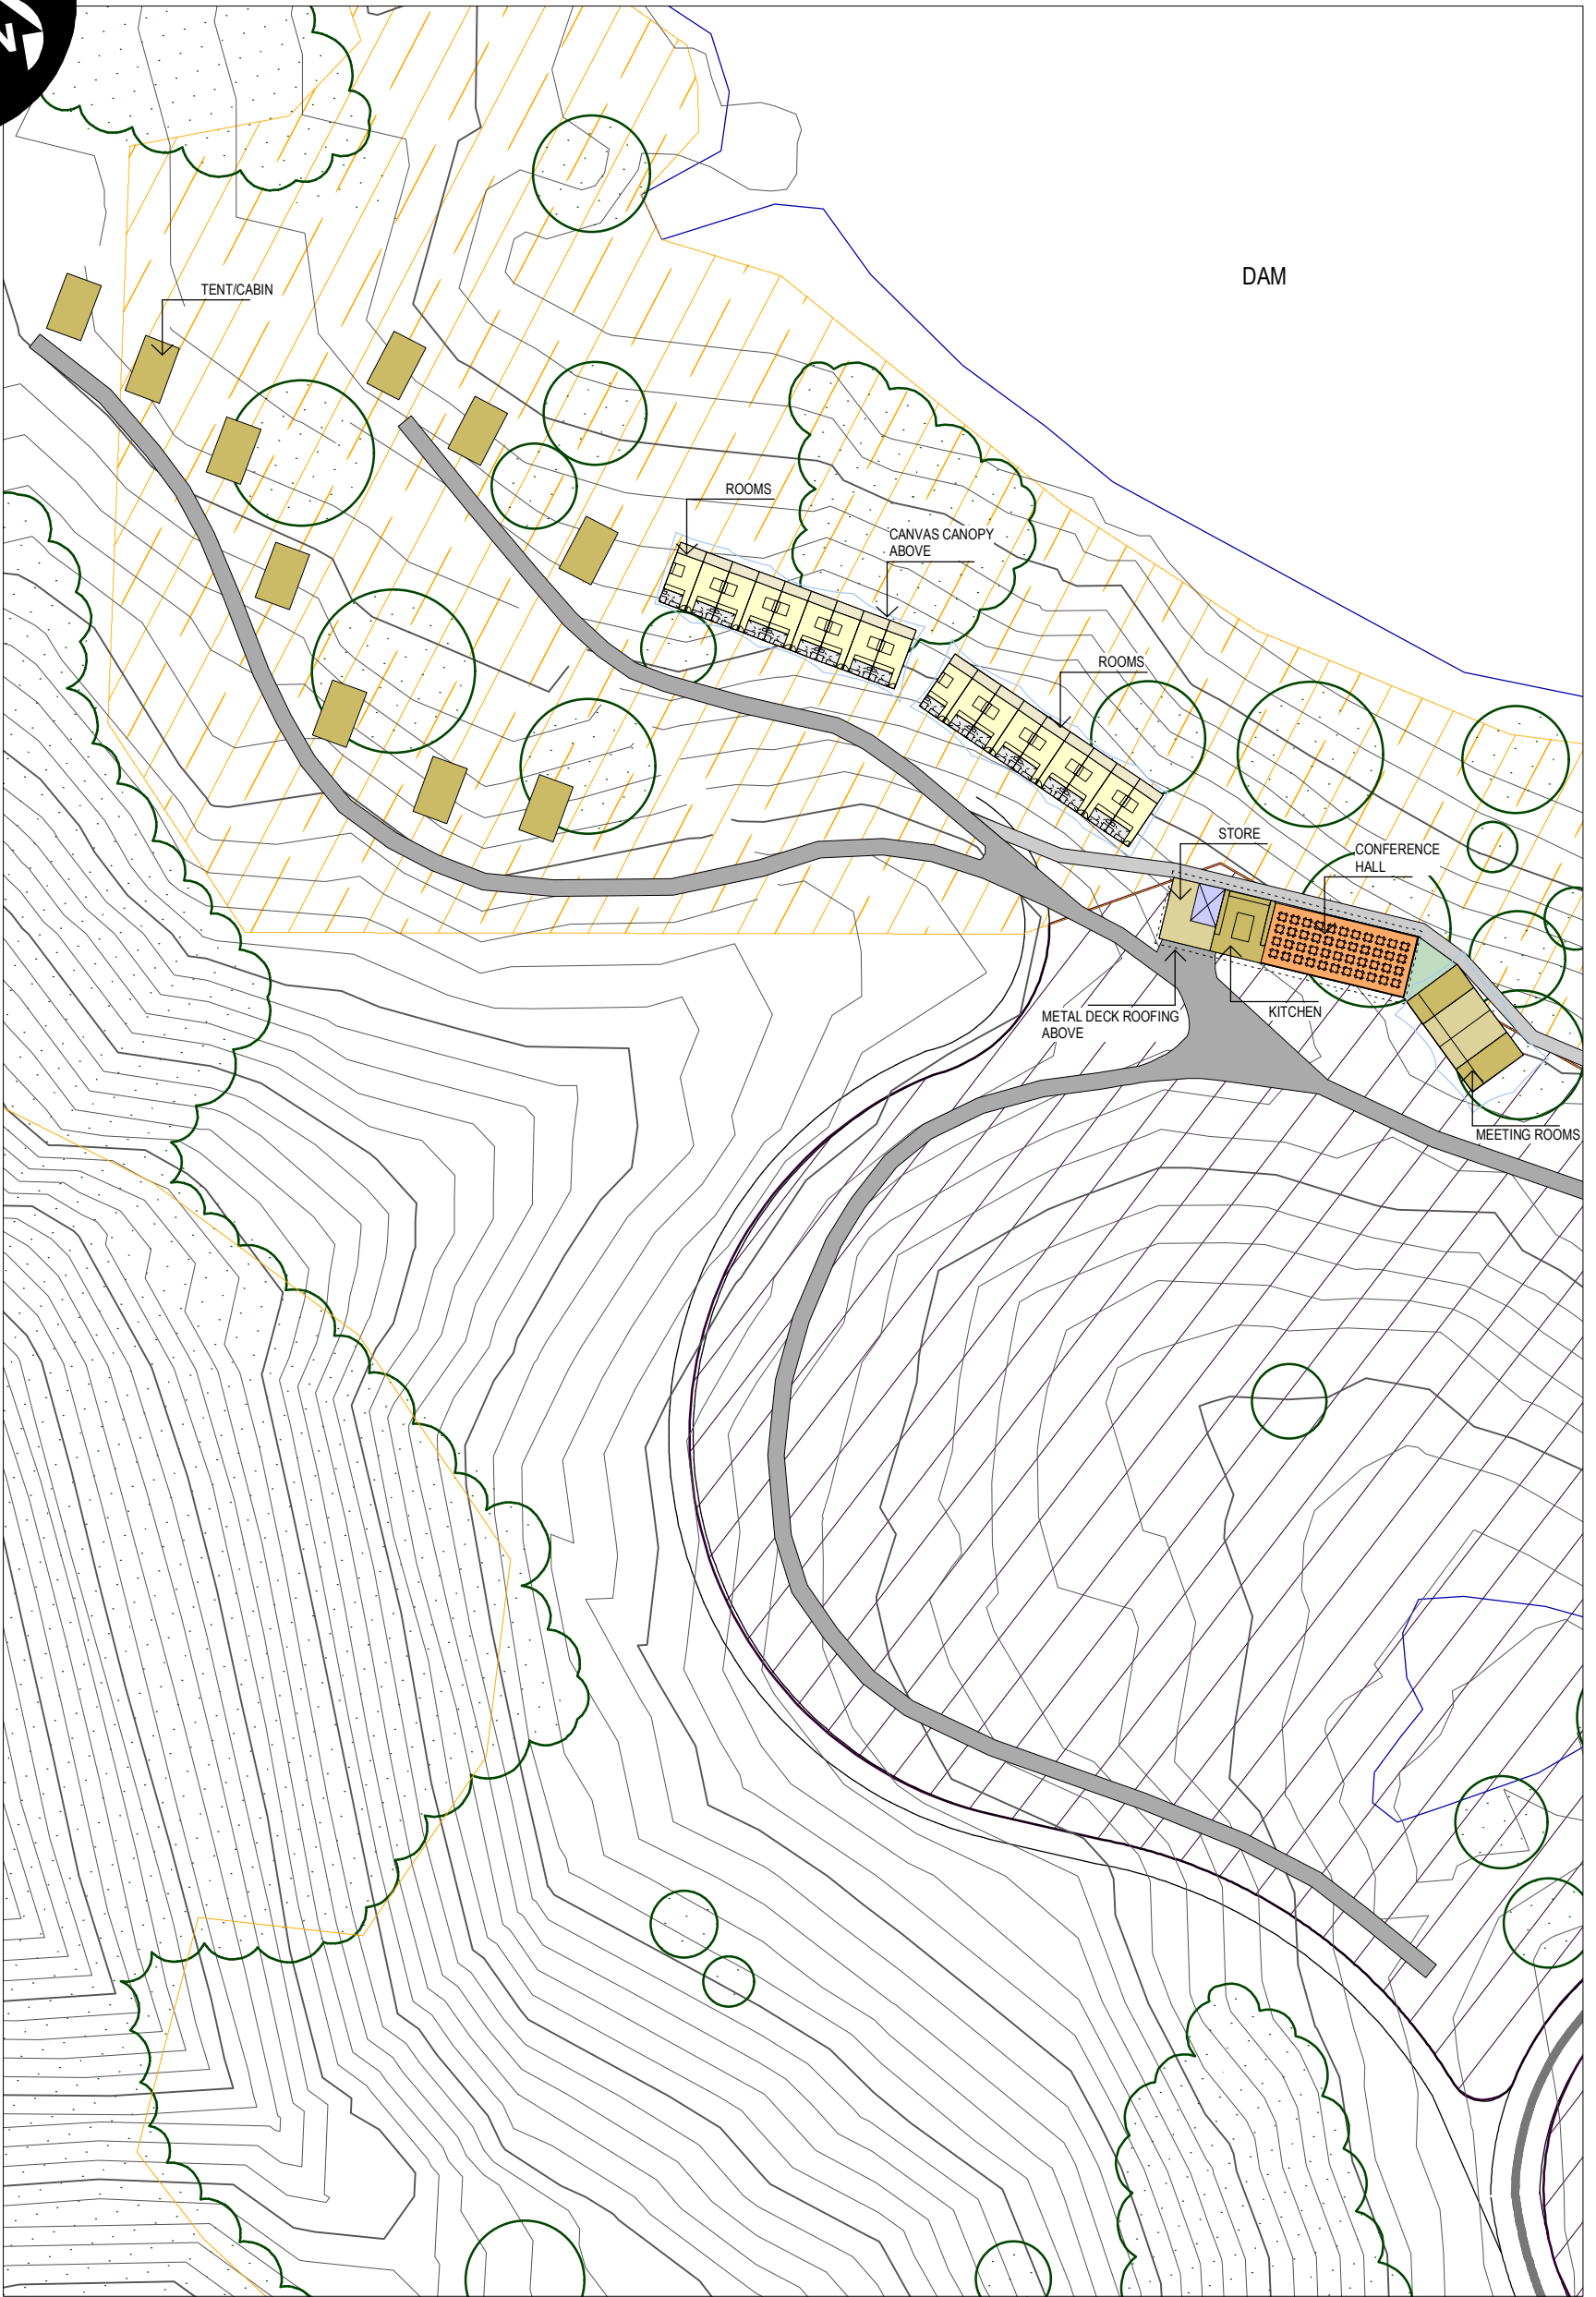 N
DAM
TENT/CABIN
ROOMS
CANVAS CANOPY
ABOVE
ROOMS
STORE
CONFERENCE
HALL
METAL DECK ROOFING
ABOVE
KITCHEN
MEETING ROOMS